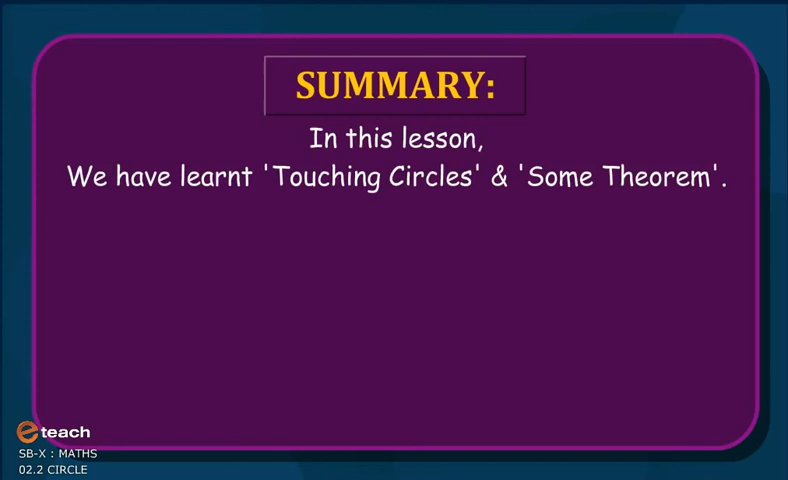 SUMMARY:
In this lesson,
We have learnt 'Touching Circles' & 'Some Theorem'.
eteach
SB-X : MATHS
02.2 CIRCLE